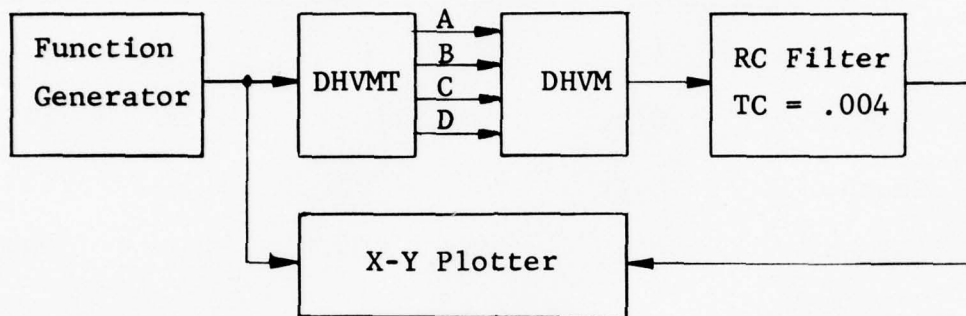 Function
Generator
DHVMT
A
B
C
D
DHVM
RC Filter
TC = .004
X-Y Plotter